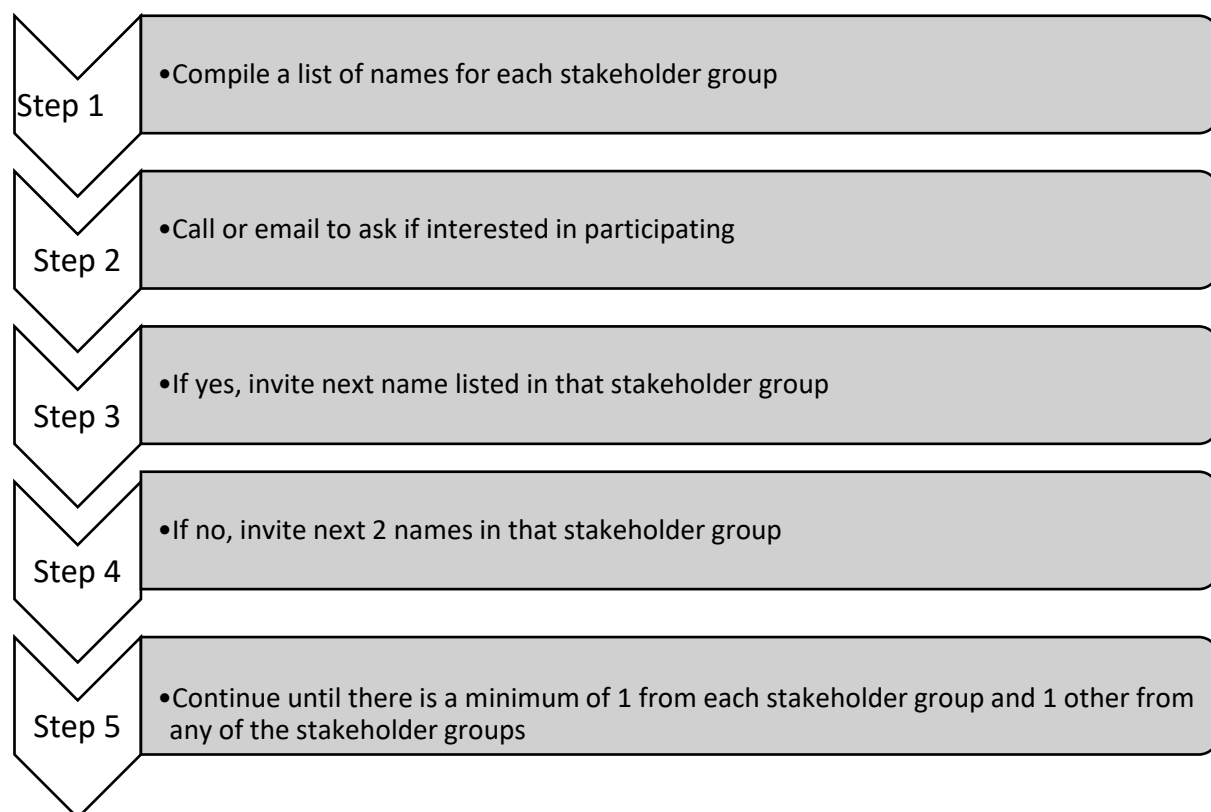 Step 1
•Compile a list of names for each stakeholder group
Step 2
•Call or email to ask if interested in participating
Step 3
•If yes, invite next name listed in that stakeholder group
Step 4
•If no, invite next 2 names in that stakeholder group
Step 5
•Continue until there is a minimum of 1 from each stakeholder group and 1 other from
any of the stakeholder groups